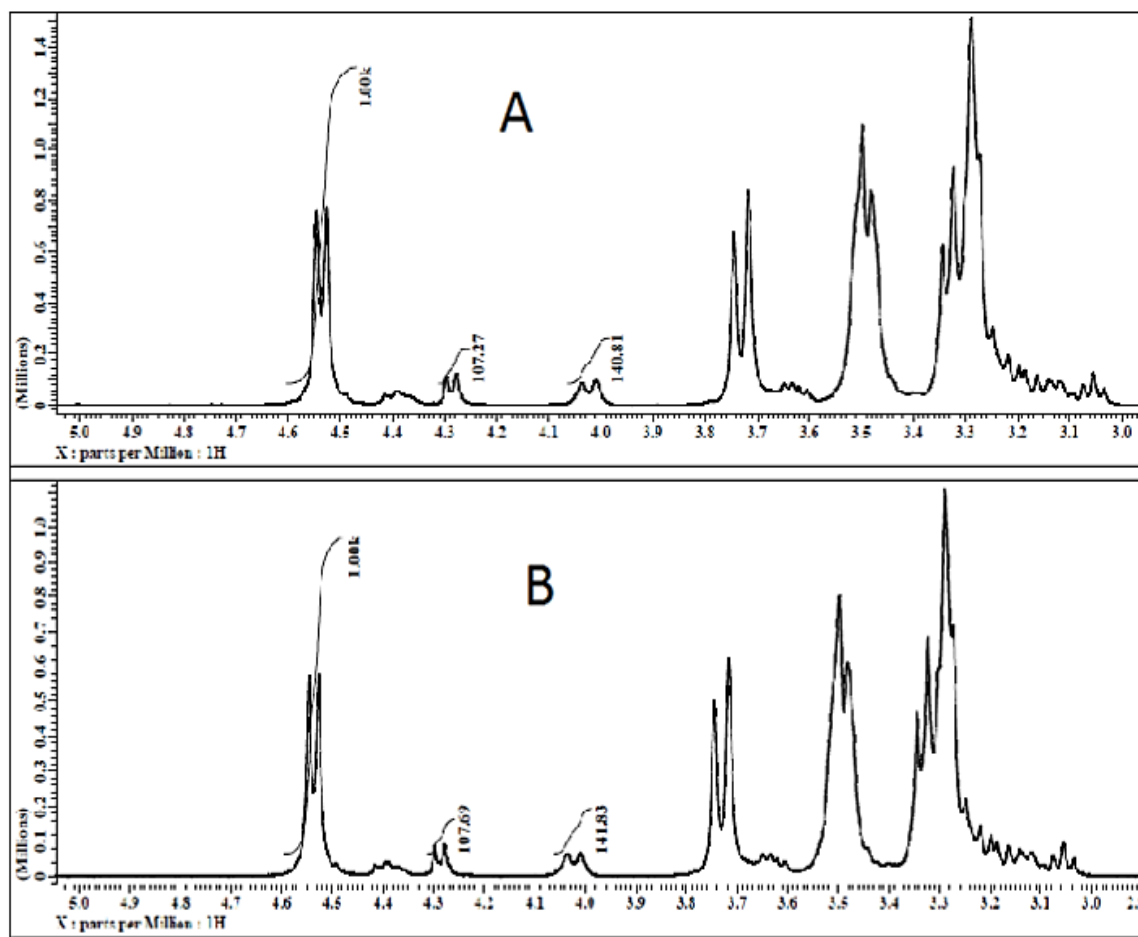 A
1.00k
107.27
140.81
(Millions)
0 0.2 0.4 0.6 0.8 1.0 1.2 1.4
5.0 4.9 4.8 4.7 4.6 4.5 4.4 4.3 4.2 4.1 4.0 3.9 3.8 3.7 3.6 3.5 3.4 3.3 3.2 3.1 3.0
X : parts per Million : 1H
B
1.00k
107.69
141.83
(Millions)
0 0.1 0.2 0.3 0.4 0.5 0.6 0.7 0.8 0.9 1.0
5.0 4.9 4.8 4.7 4.6 4.5 4.4 4.3 4.2 4.1 4.0 3.9 3.8 3.7 3.6 3.5 3.4 3.3 3.2 3.1 3.0
X : parts per Million : 1H